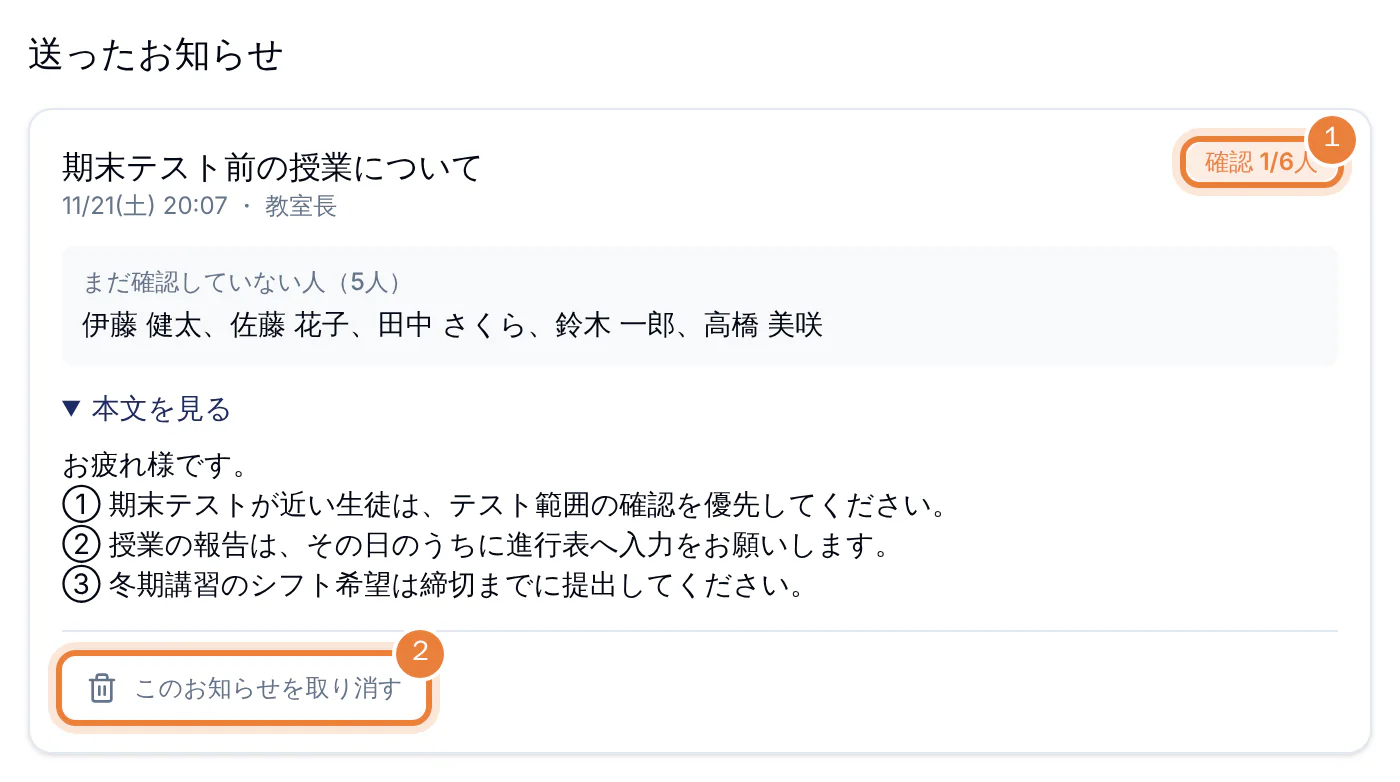 送ったお知らせ
期末テスト前の授業について
確認 1/6人
1
11/21(土) 20:07 ・ 教室長
まだ確認していない人（5人）
伊藤 健太、佐藤 花子、田中 さくら、鈴木 一郎、高橋 美咲
▼ 本文を見る
お疲れ様です。
① 期末テストが近い生徒は、テスト範囲の確認を優先してください。
② 授業の報告は、その日のうちに進行表へ入力をお願いします。
③ 冬期講習のシフト希望は締切までに提出してください。
2
このお知らせを取り消す